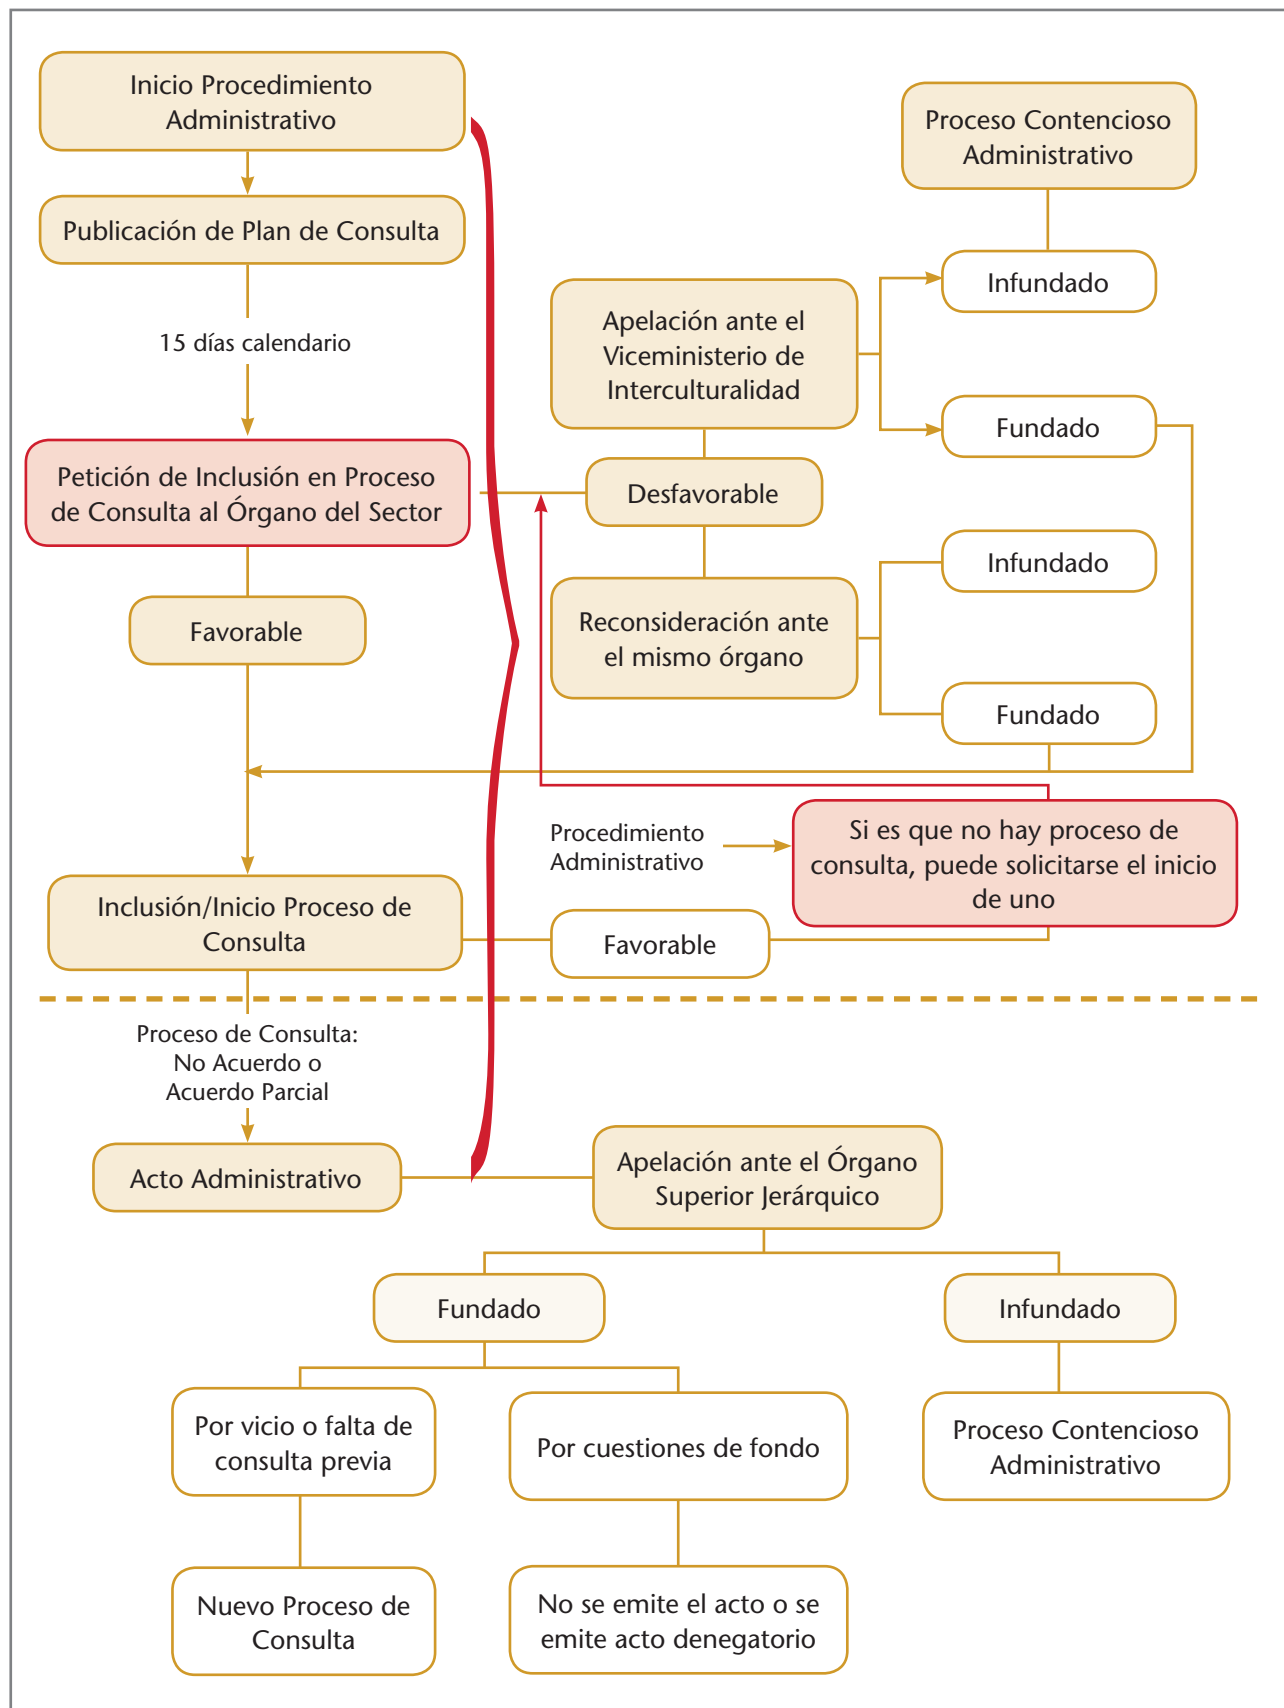 Inicio Procedimiento
Administrativo
Proceso Contencioso
Administrativo
Publicación de Plan de Consulta
Infundado
15 días calendario
Apelación ante el
Viceministerio de
Interculturalidad
Fundado
Petición de Inclusión en Proceso
de Consulta al Órgano del Sector
Desfavorable
Infundado
Favorable
Reconsideración ante
el mismo órgano
Fundado
Procedimiento
Administrativo
Si es que no hay proceso de
consulta, puede solicitarse el inicio
de uno
Inclusión/Inicio Proceso de
Consulta
Favorable
Proceso de Consulta:
No Acuerdo o
Acuerdo Parcial
Acto Administrativo
Apelación ante el Órgano
Superior Jerárquico
Fundado
Infundado
Por vicio o falta de
consulta previa
Por cuestiones de fondo
Proceso Contencioso
Administrativo
Nuevo Proceso de
Consulta
No se emite el acto o se
emite acto denegatorio